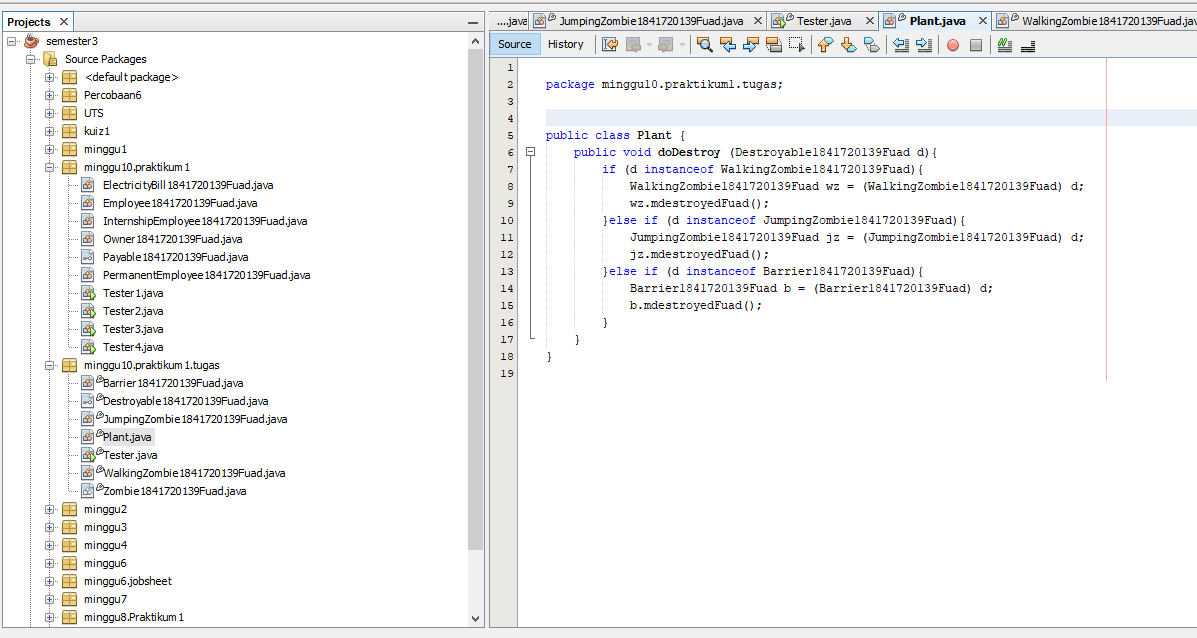 Projects
semester3
Source Packages
<default package>
Percobaan6
UTS
kuiz1
minggu1
minggu10.praktikum1
ElectricityBill1841720139Fuad.java
Employee1841720139Fuad.java
InternshipEmployee1841720139Fuad.java
Owner1841720139Fuad.java
Payable1841720139Fuad.java
PermanentEmployee1841720139Fuad.java
Tester1.java
Tester2.java
Tester3.java
Tester4.java
minggu10.praktikum1.tugas
Barrier1841720139Fuad.java
Destroyable1841720139Fuad.java
JumpingZombie1841720139Fuad.java
Plant.java
Tester.java
WalkingZombie1841720139Fuad.java
Zombie1841720139Fuad.java
minggu2
minggu3
minggu4
minggu6
minggu6.jobsheet
minggu7
minggu8.Praktikum1
....java JumpingZombie1841720139Fuad.java Tester.java Plant.java WalkingZombie1841720139Fuad.jav
Source History
1
2 package minggu10.praktikum1.tugas;
3
4
5 public class Plant {
6 public void doDestroy (Destroyable1841720139Fuad d){
7 if (d instanceof WalkingZombie1841720139Fuad){
8 WalkingZombie1841720139Fuad wz = (WalkingZombie1841720139Fuad) d;
9 wz.mdestroyedFuad();
10 }else if (d instanceof JumpingZombie1841720139Fuad){
11 JumpingZombie1841720139Fuad jz = (JumpingZombie1841720139Fuad) d;
12 jz.mdestroyedFuad();
13 }else if (d instanceof Barrier1841720139Fuad){
14 Barrier1841720139Fuad b = (Barrier1841720139Fuad) d;
15 b.mdestroyedFuad();
16 }
17 }
18 }
19